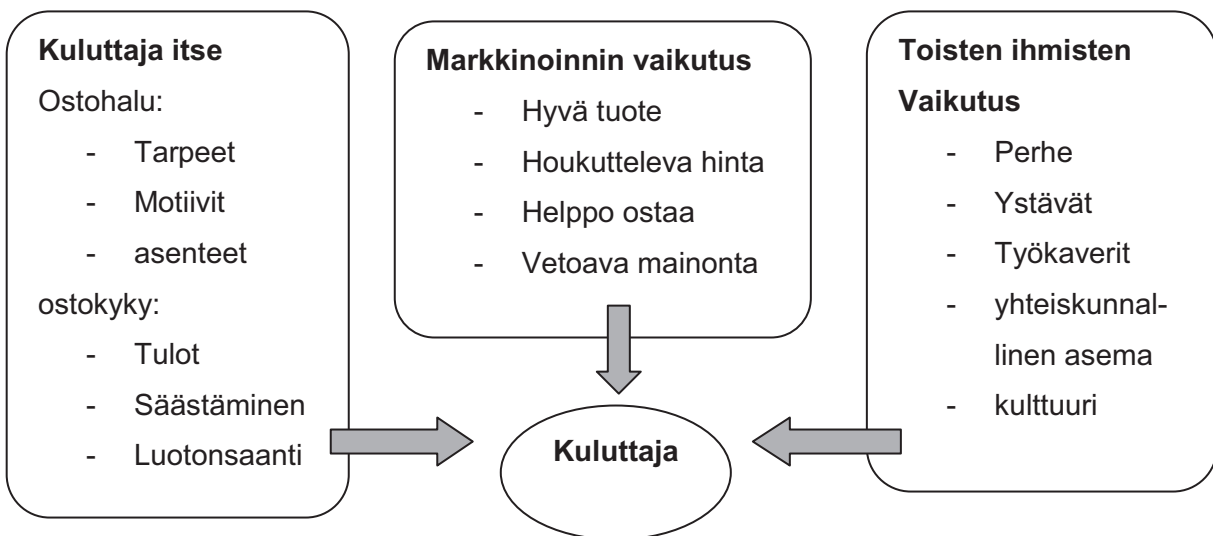 Kuluttaja itse
Ostohalu:
- Tarpeet
- Motiivit
- asenteet
ostokyky:
- Tulot
- Säästäminen
- Luotonsaanti
Markkinoinnin vaikutus
- Hyvä tuote
- Houkutteleva hinta
- Helppo ostaa
- Vetoava mainonta
Toisten ihmisten
Vaikutus
- Perhe
- Ystävät
- Työkaverit
- yhteiskunnal-
linen asema
- kulttuuri
Kuluttaja